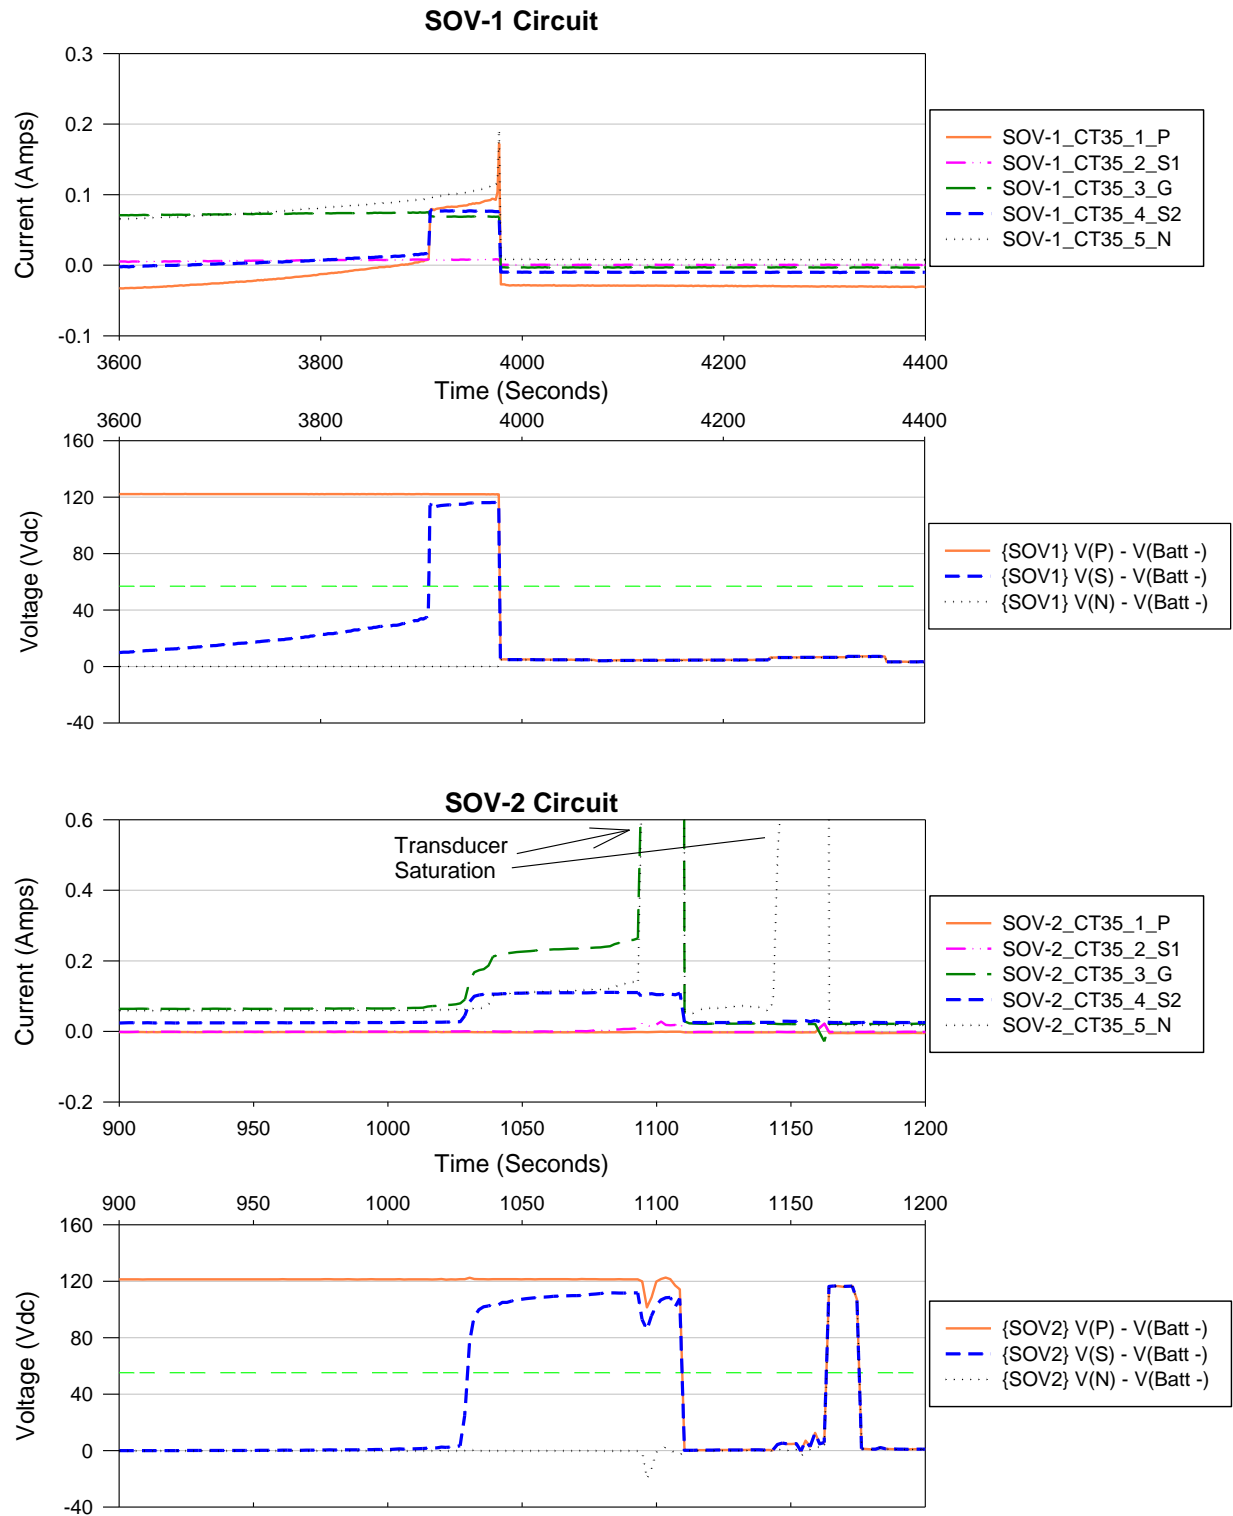 SOV-1 Circuit
0.3
0.2
0.1
0.0
-0.1
Current (Amps)
3600 3800 4000 4200 4400
Time (Seconds)
SOV-1_CT35_1_P
SOV-1_CT35_2_S1
SOV-1_CT35_3_G
SOV-1_CT35_4_S2
SOV-1_CT35_5_N
3600 3800 4000 4200 4400
160
120
80
40
0
-40
Voltage (Vdc)
{SOV1} V(P) - V(Batt -)
{SOV1} V(S) - V(Batt -)
{SOV1} V(N) - V(Batt -)
SOV-2 Circuit
0.6
0.4
0.2
0.0
-0.2
Current (Amps)
Transducer
Saturation
900 950 1000 1050 1100 1150 1200
Time (Seconds)
SOV-2_CT35_1_P
SOV-2_CT35_2_S1
SOV-2_CT35_3_G
SOV-2_CT35_4_S2
SOV-2_CT35_5_N
900 950 1000 1050 1100 1150 1200
160
120
80
40
0
-40
Voltage (Vdc)
{SOV2} V(P) - V(Batt -)
{SOV2} V(S) - V(Batt -)
{SOV2} V(N) - V(Batt -)